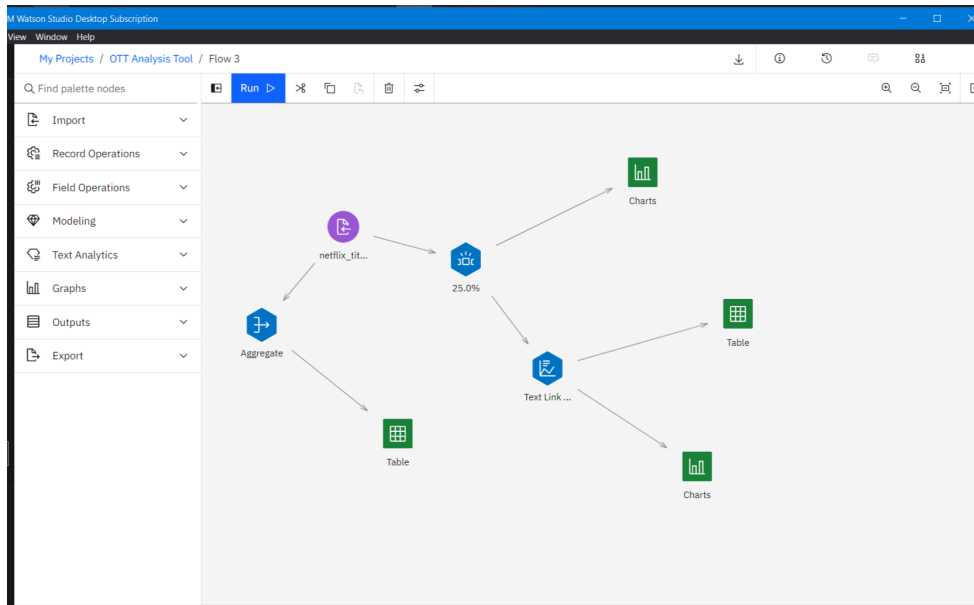 M Watson Studio Desktop Subscription
View Window Help
My Projects / OTT Analysis Tool / Flow 3
Find palette nodes
Run
Import
Record Operations
Field Operations
Modeling
Text Analytics
Graphs
Outputs
Export
Charts
netflix_tit...
25.0%
Table
Aggregate
Text Link ...
Table
Charts